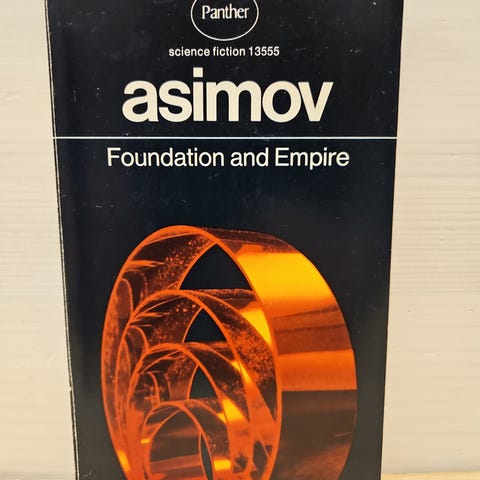 Panther
science fiction 13555
asimov
Foundation and Empire